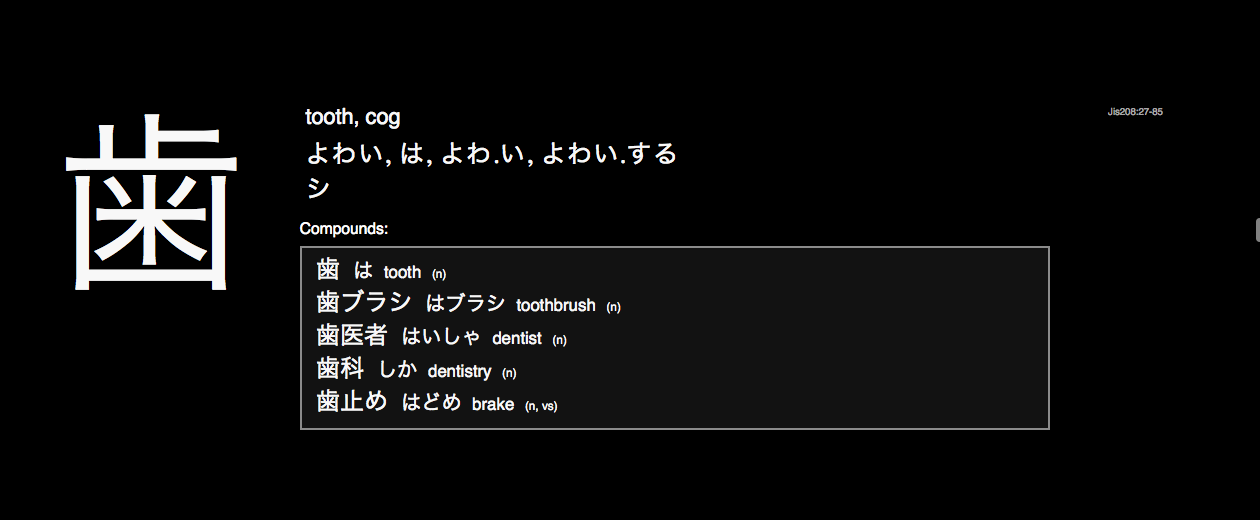 歯
tooth, cog
Jis208:27-85
よわい, は, よわ.い, よわい.する
シ
Compounds:
歯 は tooth (n)
歯ブラシ はブラシ toothbrush (n)
歯医者 はいしゃ dentist (n)
歯科 しか dentistry (n)
歯止め はどめ brake (n, vs)